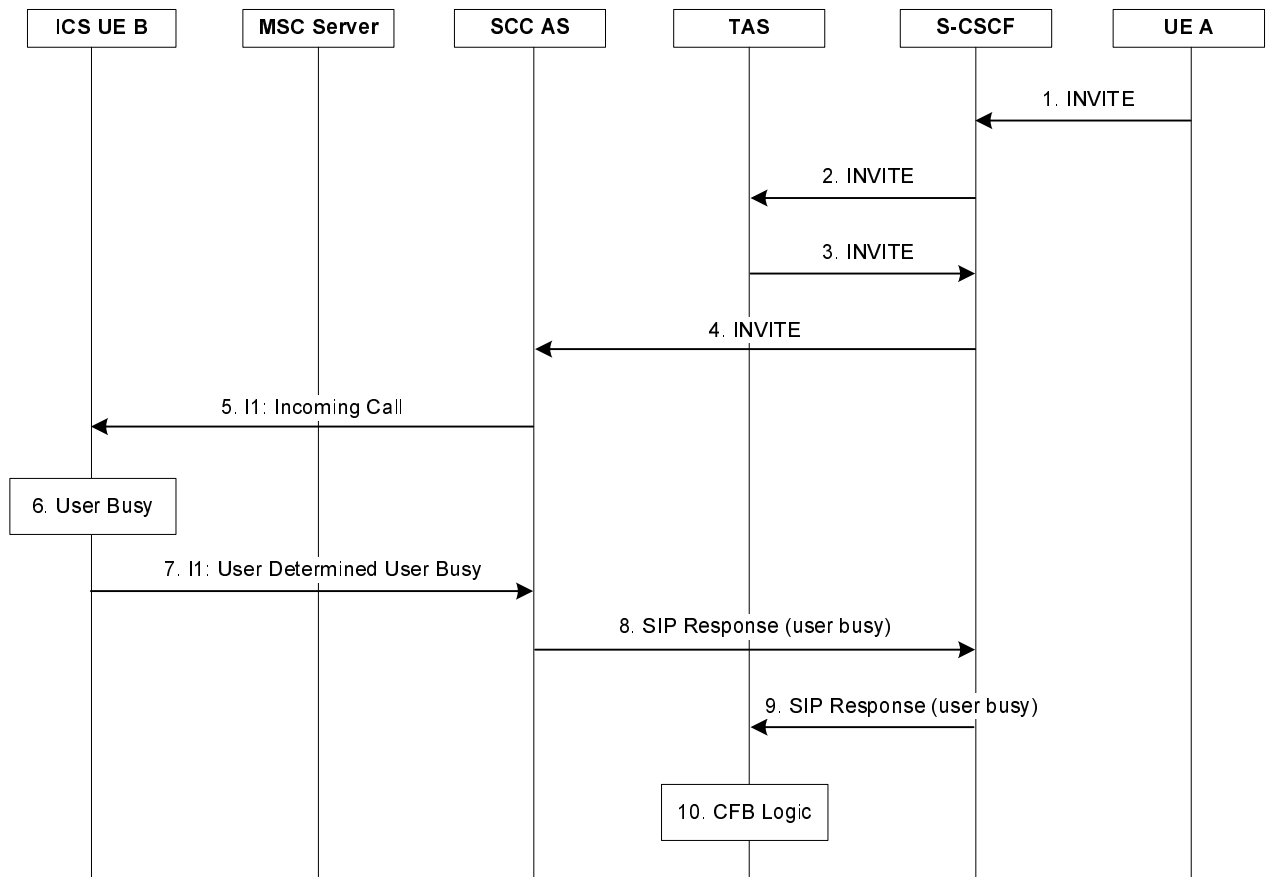 ICS UE B
MSC Server
SCC AS
TAS
S-CSCF
UE A
1. INVITE
2. INVITE
3. INVITE
4. INVITE
5. I1: Incoming Call
6. User Busy
7. I1: User Determined User Busy
8. SIP Response (user busy)
9. SIP Response (user busy)
10. CFB Logic